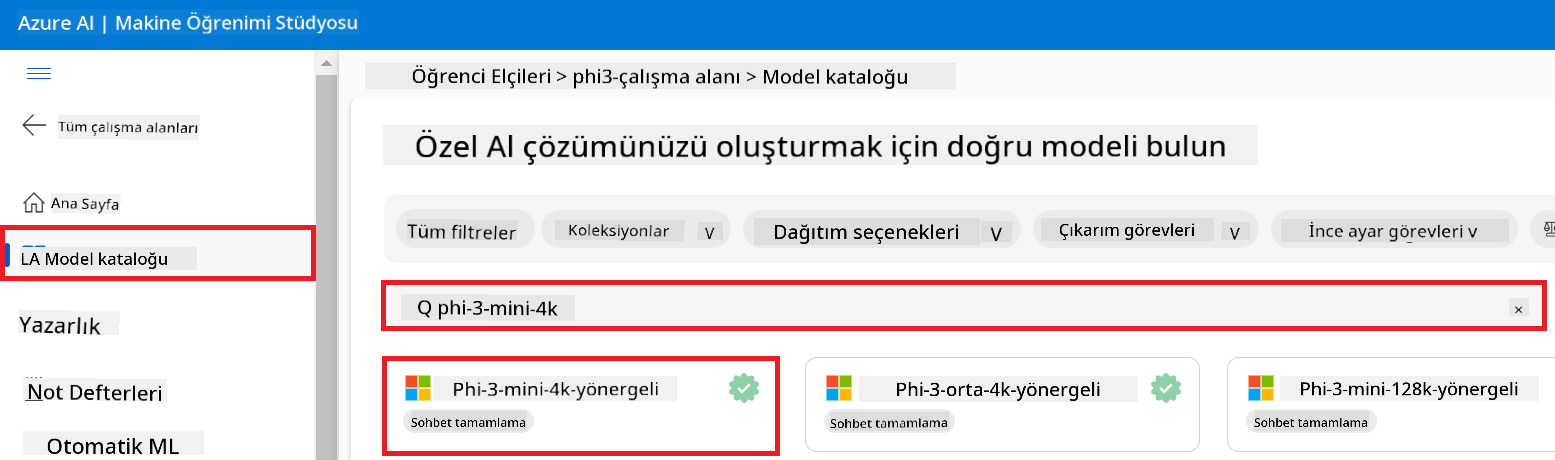 Azure AI | Makine Öğrenimi Stüdyosu
Öğrenci Elçileri > phi3-çalışma alanı > Model kataloğu
Tüm çalışma alanları
Ana Sayfa
LA Model kataloğu
Yazarlık
Not Defterleri
Otomatik ML
Özel AI çözümünüzü oluşturmak için doğru modeli bulun
Tüm filtreler
Koleksiyonlar v
Dağıtım seçenekleri v
Çıkarım görevleri v
İnce ayar görevleri v
Q phi-3-mini-4k ×
Phi-3-mini-4k-yönergeli
Sohbet tamamlama
Phi-3-orta-4k-yönergeli
Sohbet tamamlama
Phi-3-mini-128k-yönergeli
Sohbet tamamlama